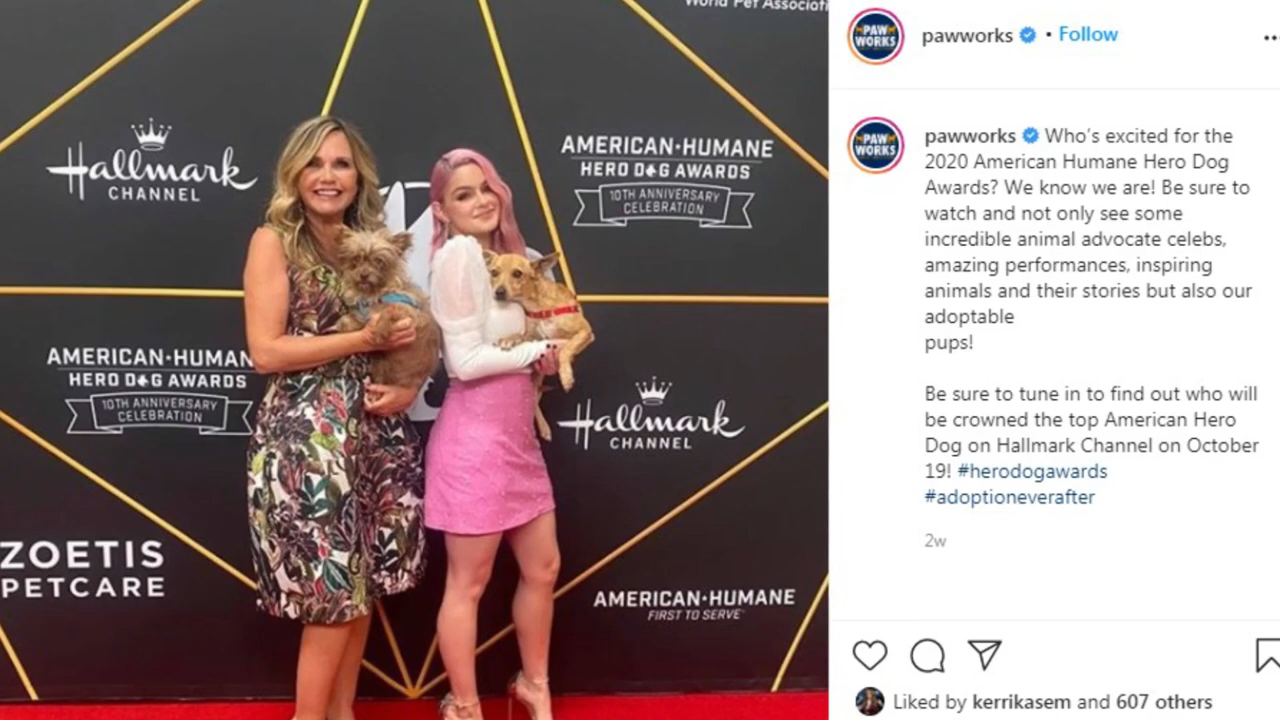 World Pet Associati
Hallmark
CHANNEL
AMERICAN·HUMANE
HERO DOG AWARDS
10TH ANNIVERSARY
CELEBRATION
AMERICAN·HUMAN
HERO DOG AWARDS
10TH ANNIVERSARY
CELEBRATION
Hallmark
CHANNEL
ZOETIS
PETCARE
AMERICAN·HUMANE
FIRST TO SERVE
PAW
WORKS
pawworks • Follow
PAW
WORKS
pawworks Who's excited for the
2020 American Humane Hero Dog
Awards? We know we are! Be sure to
watch and not only see some
incredible animal advocate celebs,
amazing performances, inspiring
animals and their stories but also our
adoptable
pups!
Be sure to tune in to find out who will
be crowned the top American Hero
Dog on Hallmark Channel on October
19! #herodogawards
#adoptioneverafter
2w
Liked by kerrikasem and 607 others